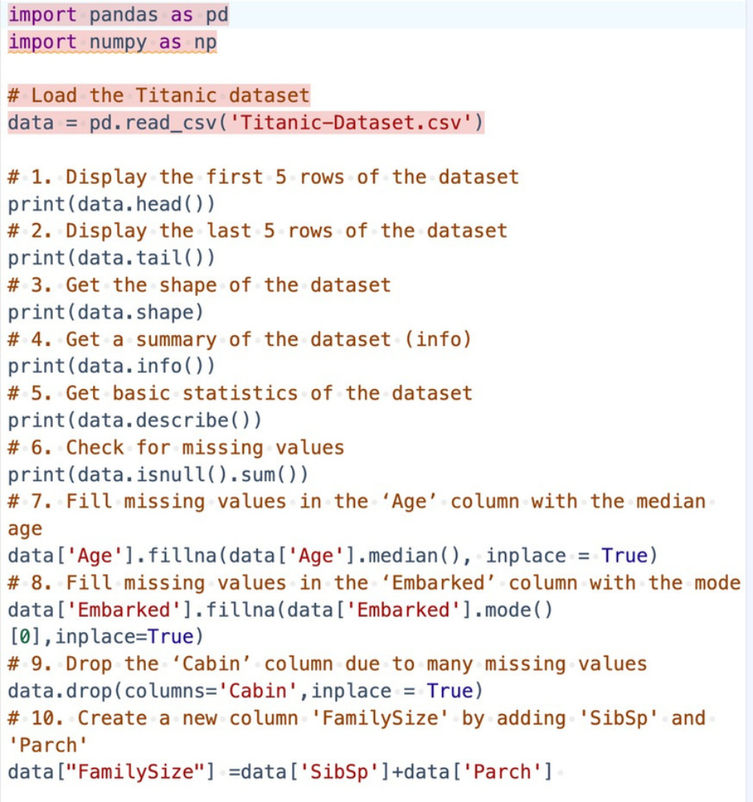 import pandas as pd
import numpy as np
# Load the Titanic dataset
data = pd.read_csv('Titanic-Dataset.csv')
# 1. Display the first 5 rows of the dataset
print(data.head())
# 2. Display the last 5 rows of the dataset
print(data.tail())
# 3. Get the shape of the dataset
print(data.shape)
# 4. Get a summary of the dataset (info)
print(data.info())
# 5. Get basic statistics of the dataset
print(data.describe())
# 6. Check for missing values
print(data.isnull().sum())
# 7. Fill missing values in the ‘Age’ column with the median
age
data['Age'].fillna(data['Age'].median(), inplace = True)
# 8. Fill missing values in the ‘Embarked’ column with the mode
data['Embarked'].fillna(data['Embarked'].mode()
[0],inplace=True)
# 9. Drop the ‘Cabin’ column due to many missing values
data.drop(columns='Cabin',inplace = True)
# 10. Create a new column 'FamilySize' by adding 'SibSp' and
'Parch'
data["FamilySize"] =data['SibSp']+data['Parch']